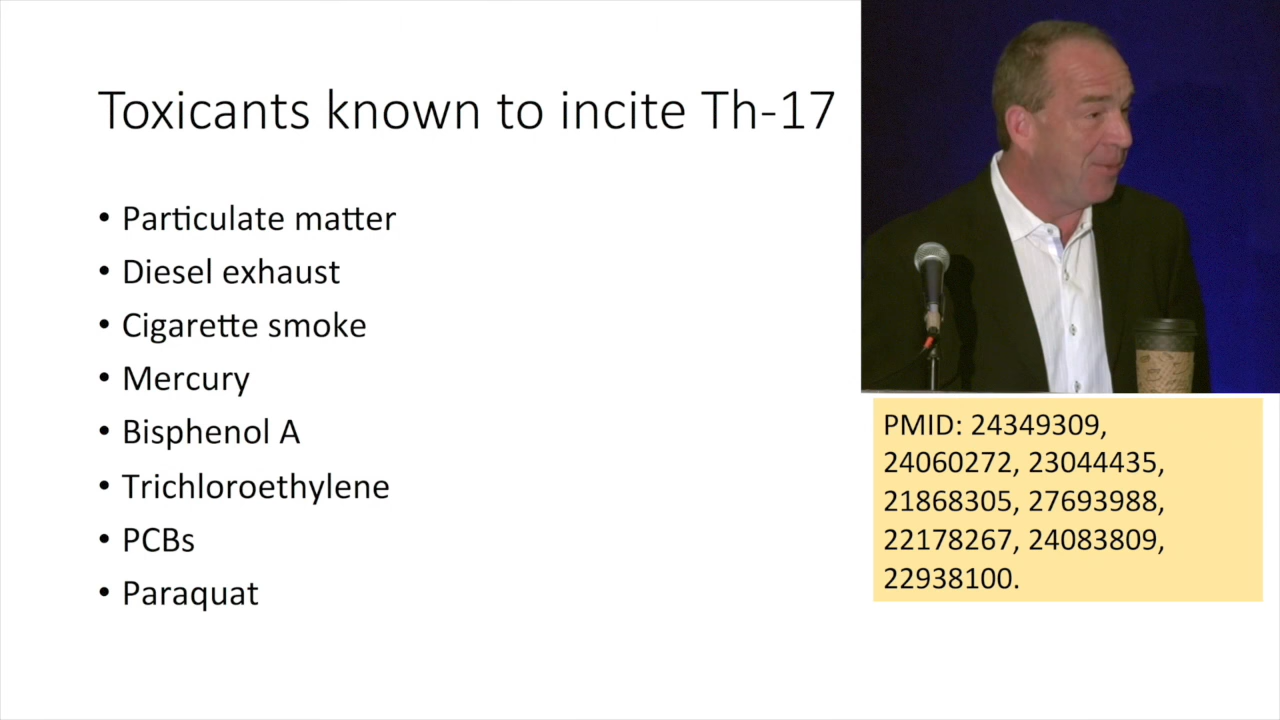 Toxicants known to incite Th-17
• Particulate matter
• Diesel exhaust
• Cigarette smoke
• Mercury
• Bisphenol A
• Trichloroethylene
• PCBs
• Paraquat
PMID: 24349309,
24060272, 23044435,
21868305, 27693988,
22178267, 24083809,
22938100.